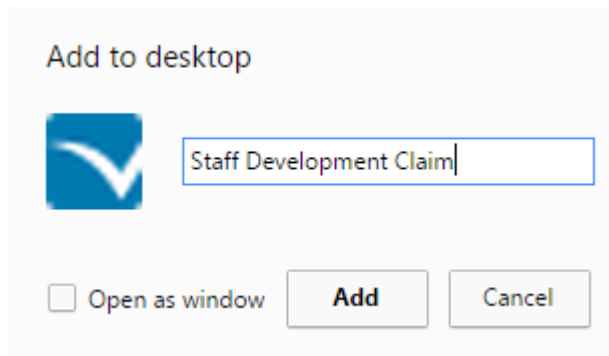 Add to desktop
Staff Development Claim
Open as window Add Cancel